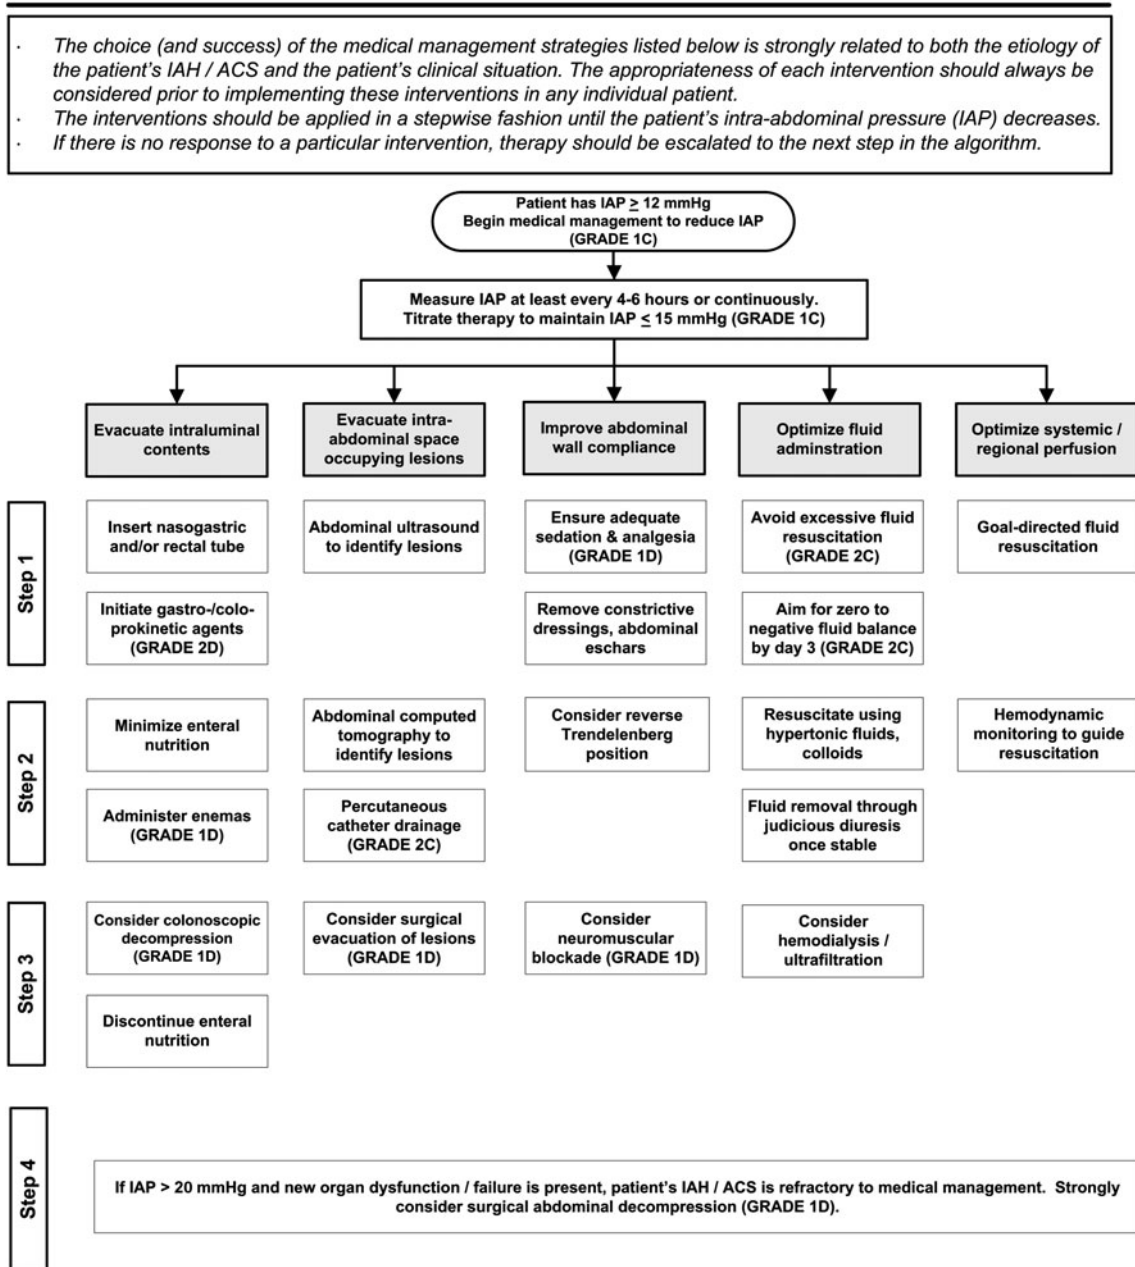 · The choice (and success) of the medical management strategies listed below is strongly related to both the etiology of
the patient's IAH / ACS and the patient's clinical situation. The appropriateness of each intervention should always be
considered prior to implementing these interventions in any individual patient.
· The interventions should be applied in a stepwise fashion until the patient's intra-abdominal pressure (IAP) decreases.
· If there is no response to a particular intervention, therapy should be escalated to the next step in the algorithm.
Patient has IAP ≥ 12 mmHg
Begin medical management to reduce IAP
(GRADE 1C)
Measure IAP at least every 4-6 hours or continuously.
Titrate therapy to maintain IAP ≤ 15 mmHg (GRADE 1C)
Evacuate intraluminal
contents
Evacuate intra-
abdominal space
occupying lesions
Improve abdominal
wall compliance
Optimize fluid
adminstration
Optimize systemic /
regional perfusion
Step 1
Insert nasogastric
and/or rectal tube
Abdominal ultrasound
to identify lesions
Ensure adequate
sedation & analgesia
(GRADE 1D)
Avoid excessive fluid
resuscitation
(GRADE 2C)
Goal-directed fluid
resuscitation
Initiate gastro-/colo-
prokinetic agents
(GRADE 2D)
Remove constrictive
dressings, abdominal
eschars
Aim for zero to
negative fluid balance
by day 3 (GRADE 2C)
Step 2
Minimize enteral
nutrition
Abdominal computed
tomography to
identify lesions
Consider reverse
Trendelenberg
position
Resuscitate using
hypertonic fluids,
colloids
Hemodynamic
monitoring to guide
resuscitation
Administer enemas
(GRADE 1D)
Percutaneous
catheter drainage
(GRADE 2C)
Fluid removal through
judicious diuresis
once stable
Step 3
Consider colonoscopic
decompression
(GRADE 1D)
Consider surgical
evacuation of lesions
(GRADE 1D)
Consider
neuromuscular
blockade (GRADE 1D)
Consider
hemodialysis /
ultrafiltration
Discontinue enteral
nutrition
Step 4
If IAP > 20 mmHg and new organ dysfunction / failure is present, patient's IAH / ACS is refractory to medical management. Strongly
consider surgical abdominal decompression (GRADE 1D).